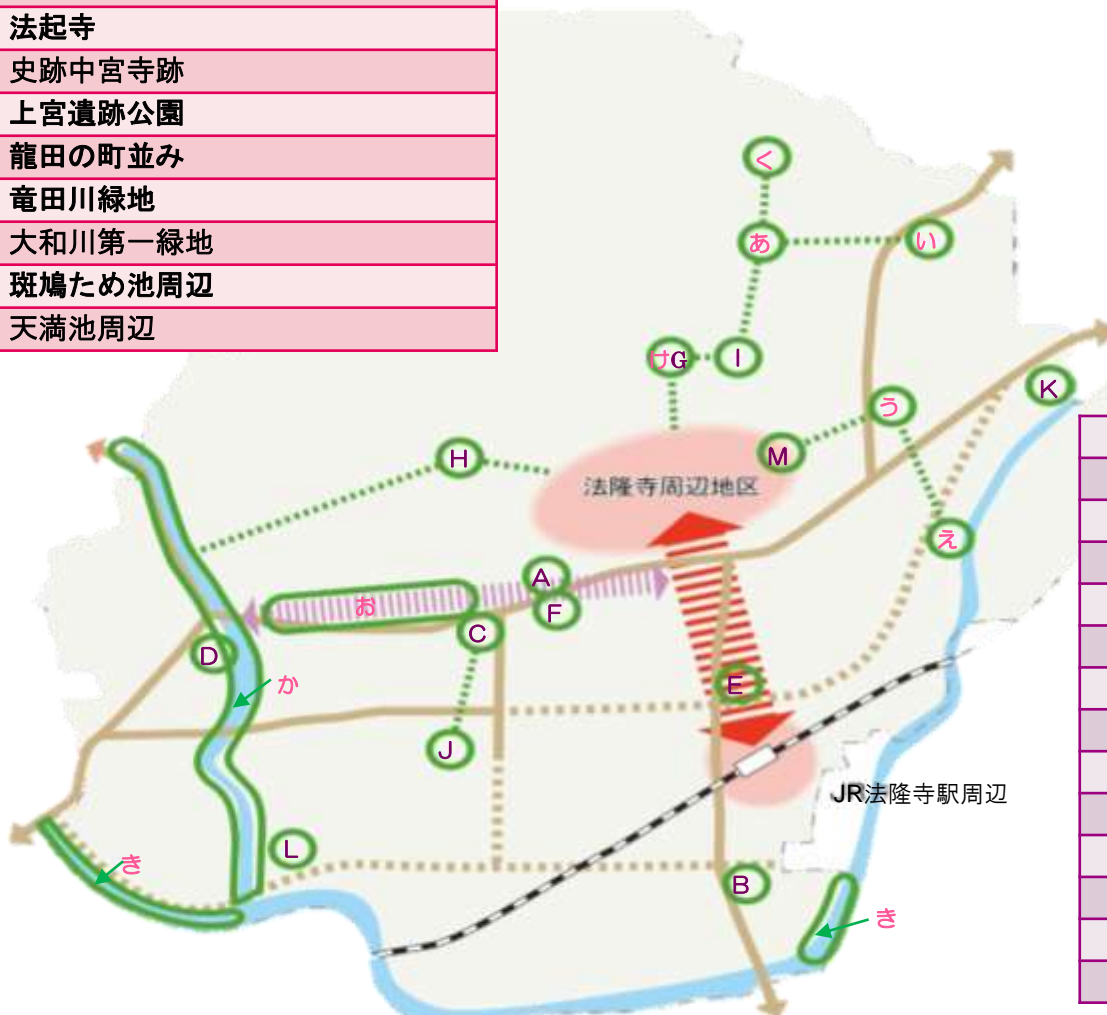 法起寺
史跡中宮寺跡
上宮遺跡公園
龍田の町並み
竜田川緑地
大和川第一緑地
斑鳩ため池周辺
天満池周辺
く
あ
い
けG
I
K
う
H
M
法隆寺周辺地区
え
A
お
F
C
D
か
E
J
JR法隆寺駅周辺
L
き
B
き